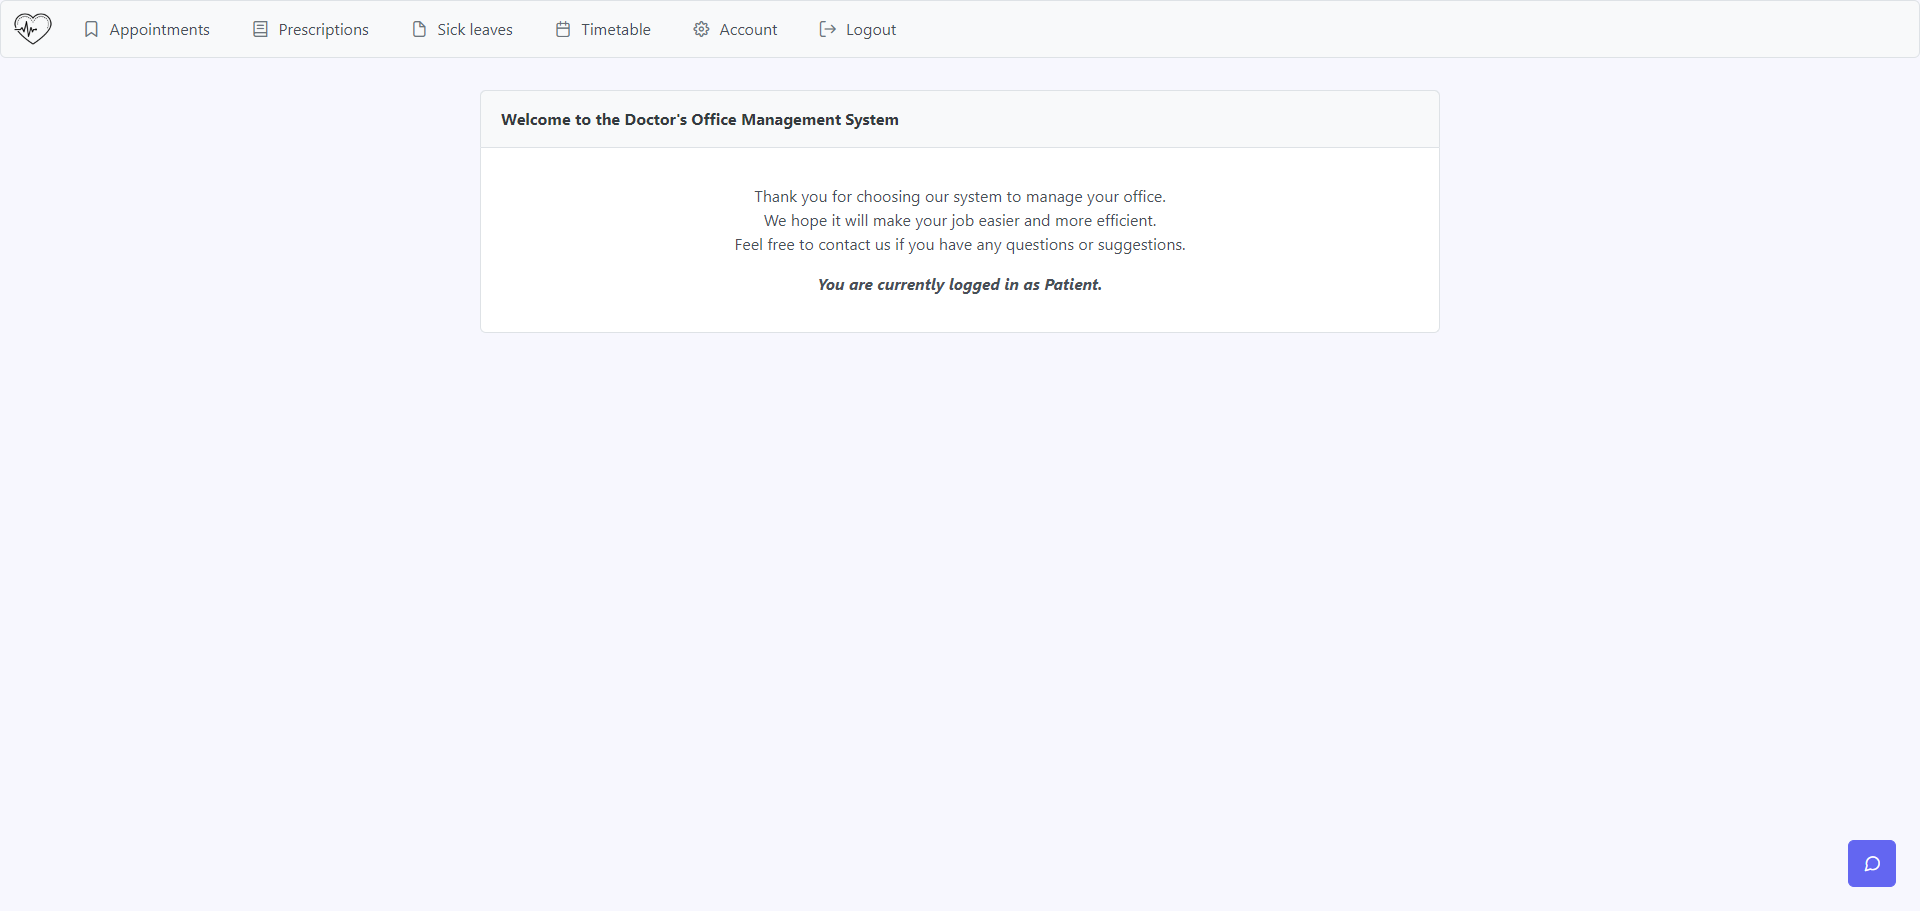 Appointments Prescriptions Sick leaves Timetable Account Logout
Welcome to the Doctor's Office Management System
Thank you for choosing our system to manage your office.
We hope it will make your job easier and more efficient.
Feel free to contact us if you have any questions or suggestions.
You are currently logged in as Patient.